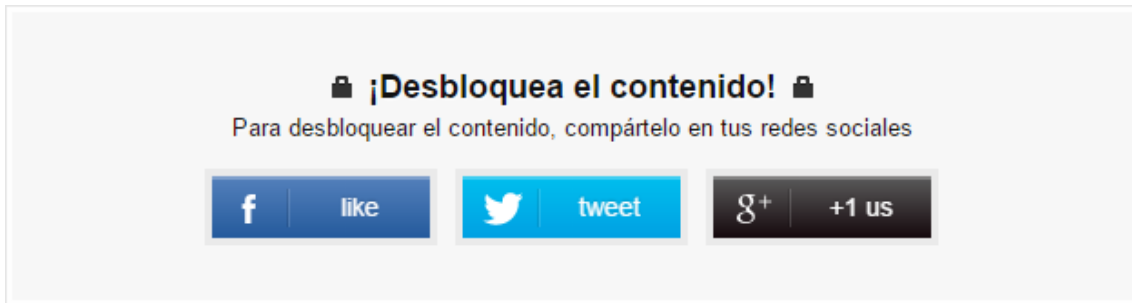 ¡Desbloquea el contenido!
Para desbloquear el contenido, compártelo en tus redes sociales
f like tweet g+ +1 us